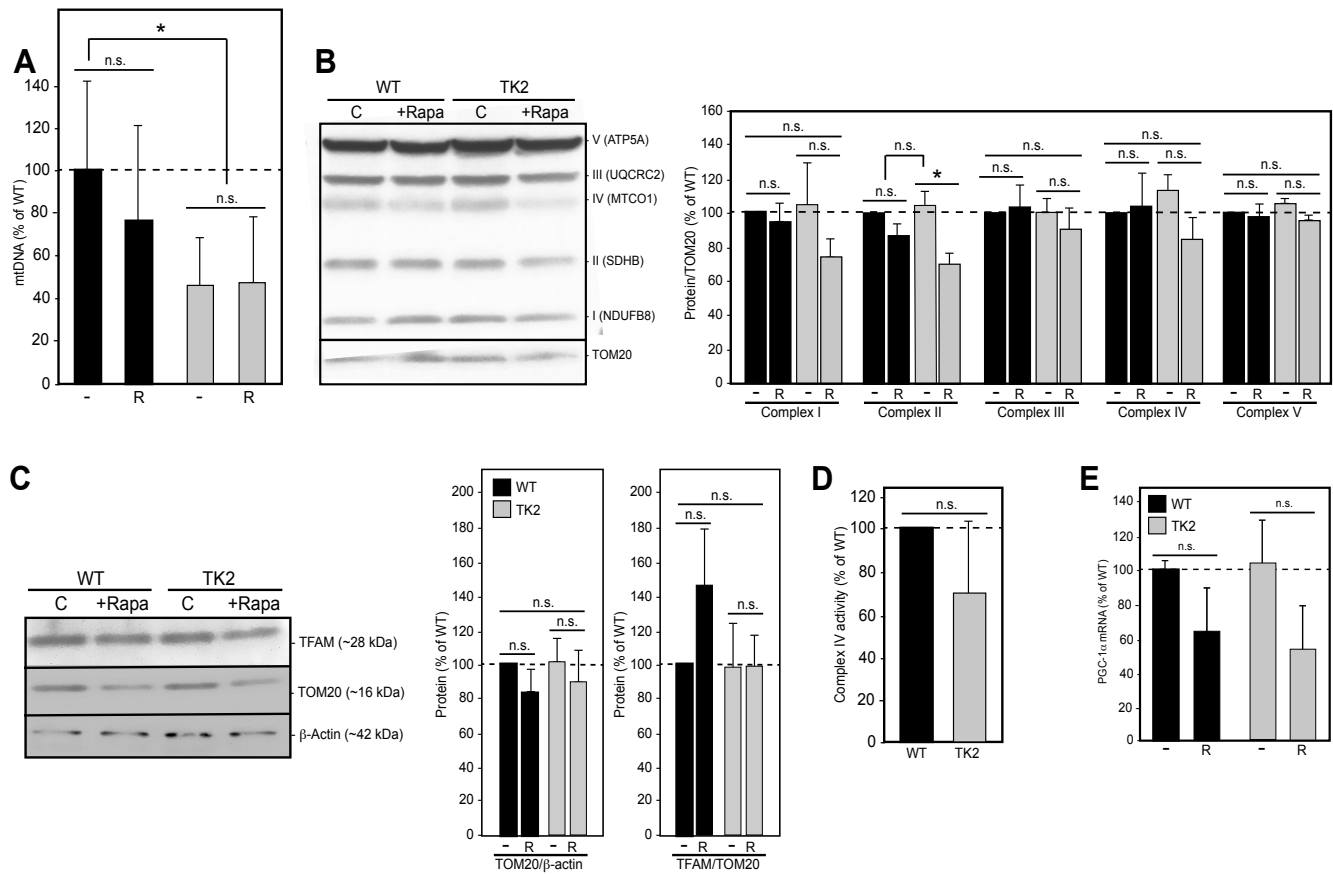 A
mtDNA (% of WT)
140
120
100
80
60
40
20
0
*
n.s.
n.s.
- R - R
B
WT TK2
C +Rapa C +Rapa
V (ATP5A)
III (UQCRC2)
IV (MTCO1)
II (SDHB)
I (NDUFB8)
TOM20
Protein/TOM20 (% of WT)
160
140
120
100
80
60
40
20
0
n.s.
n.s.
n.s.
n.s.
n.s.
*
n.s.
n.s.
n.s.
n.s.
n.s.
n.s.
n.s.
n.s.
n.s.
- R - R - R - R - R - R - R - R - R - R
Complex I Complex II Complex III Complex IV Complex V
C
WT TK2
C +Rapa C +Rapa
TFAM (~28 kDa)
TOM20 (~16 kDa)
β-Actin (~42 kDa)
Protein (% of WT)
200
180
160
140
120
100
80
60
40
20
0
WT
TK2
n.s.
n.s.
n.s.
- R - R
TOM20/β-actin
Protein (% of WT)
200
180
160
140
120
100
80
60
40
20
0
n.s.
n.s.
n.s.
- R - R
TFAM/TOM20
D
Complex IV activity (% of WT)
120
100
80
60
40
20
0
n.s.
WT TK2
E
PGC-1α mRNA (% of WT)
140
120
100
80
60
40
20
0
WT
TK2
n.s.
n.s.
- R - R